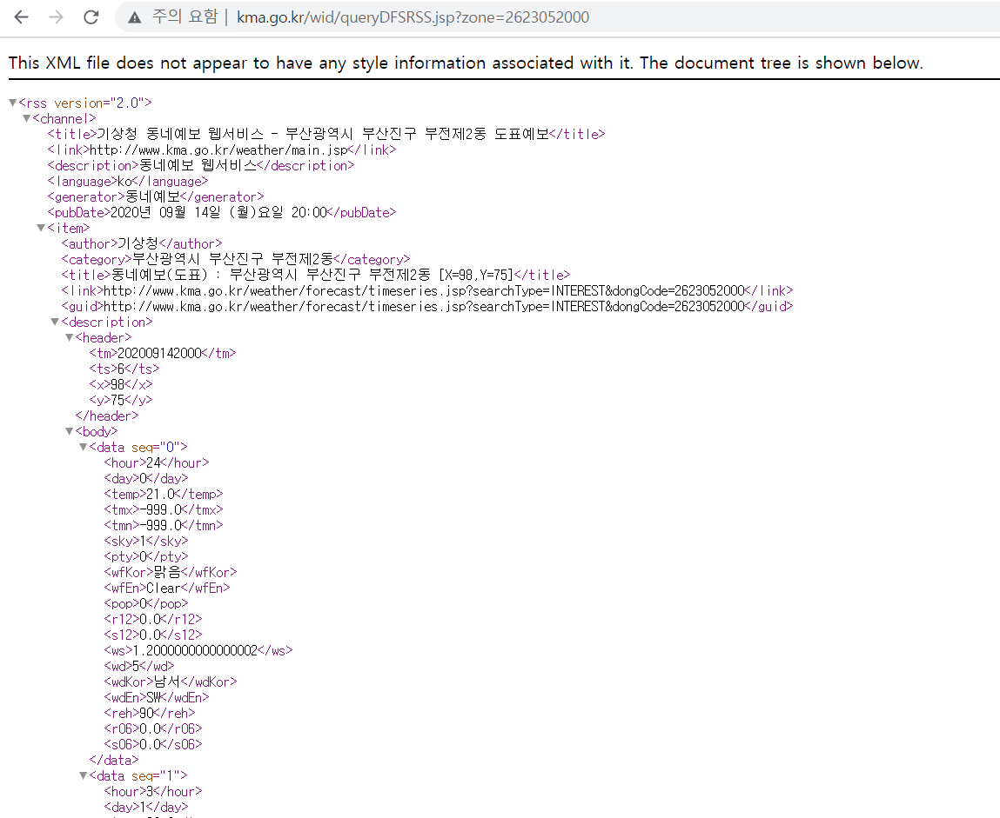 주의 요함 | kma.go.kr/wid/queryDFSRSS.jsp?zone=2623052000
This XML file does not appear to have any style information associated with it. The document tree is shown below.
▼<rss version="2.0">
▼<channel>
<title>기상청 동네예보 웹서비스 - 부산광역시 부산진구 부전제2동 도표예보</title>
<link>http://www.kma.go.kr/weather/main.jsp</link>
<description>동네예보 웹서비스</description>
<language>ko</language>
<generator>동네예보</generator>
<pubDate>2020년 09월 14일 (월)요일 20:00</pubDate>
▼<item>
<author>기상청</author>
<category>부산광역시 부산진구 부전제2동</category>
<title>동네예보(도표) : 부산광역시 부산진구 부전제2동 [X=98,Y=75]</title>
<link>http://www.kma.go.kr/weather/forecast/timeseries.jsp?searchType=INTEREST&dongCode=2623052000</link>
<guid>http://www.kma.go.kr/weather/forecast/timeseries.jsp?searchType=INTEREST&dongCode=2623052000</guid>
▼<description>
▼<header>
<tm>202009142000</tm>
<ts>6</ts>
<x>98</x>
<y>75</y>
</header>
▼<body>
▼<data seq="0">
<hour>24</hour>
<day>0</day>
<temp>21.0</temp>
<tmx>-999.0</tmx>
<tmn>-999.0</tmn>
<sky>1</sky>
<pty>0</pty>
<wfKor>맑음</wfKor>
<wfEn>Clear</wfEn>
<pop>0</pop>
<r12>0.0</r12>
<s12>0.0</s12>
<ws>1.2000000000000002</ws>
<wd>5</wd>
<wdKor>남서</wdKor>
<wdEn>SW</wdEn>
<reh>90</reh>
<r06>0.0</r06>
<s06>0.0</s06>
</data>
▼<data seq="1">
<hour>3</hour>
<day>1</day>